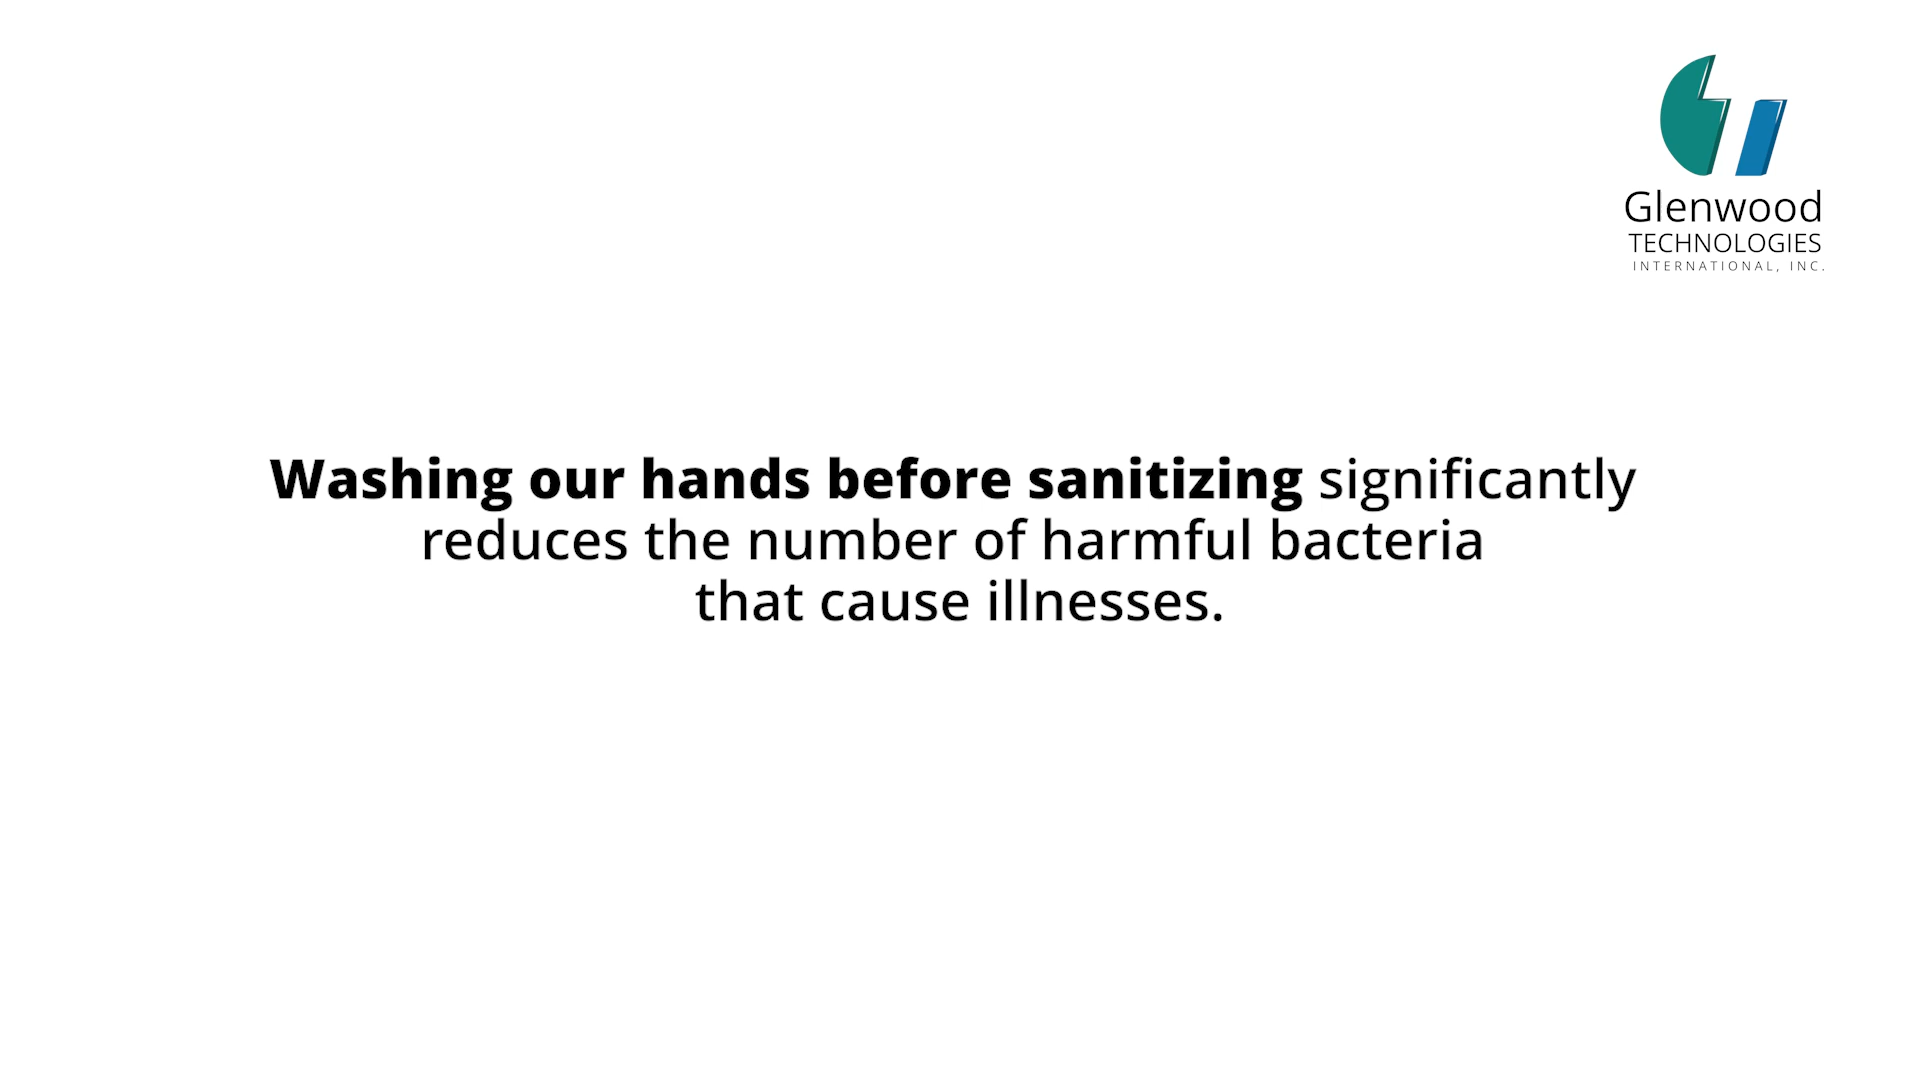 Glenwood
TECHNOLOGIES
INTERNATIONAL, INC.
Washing our hands before sanitizing significantly
reduces the number of harmful bacteria
that cause illnesses.